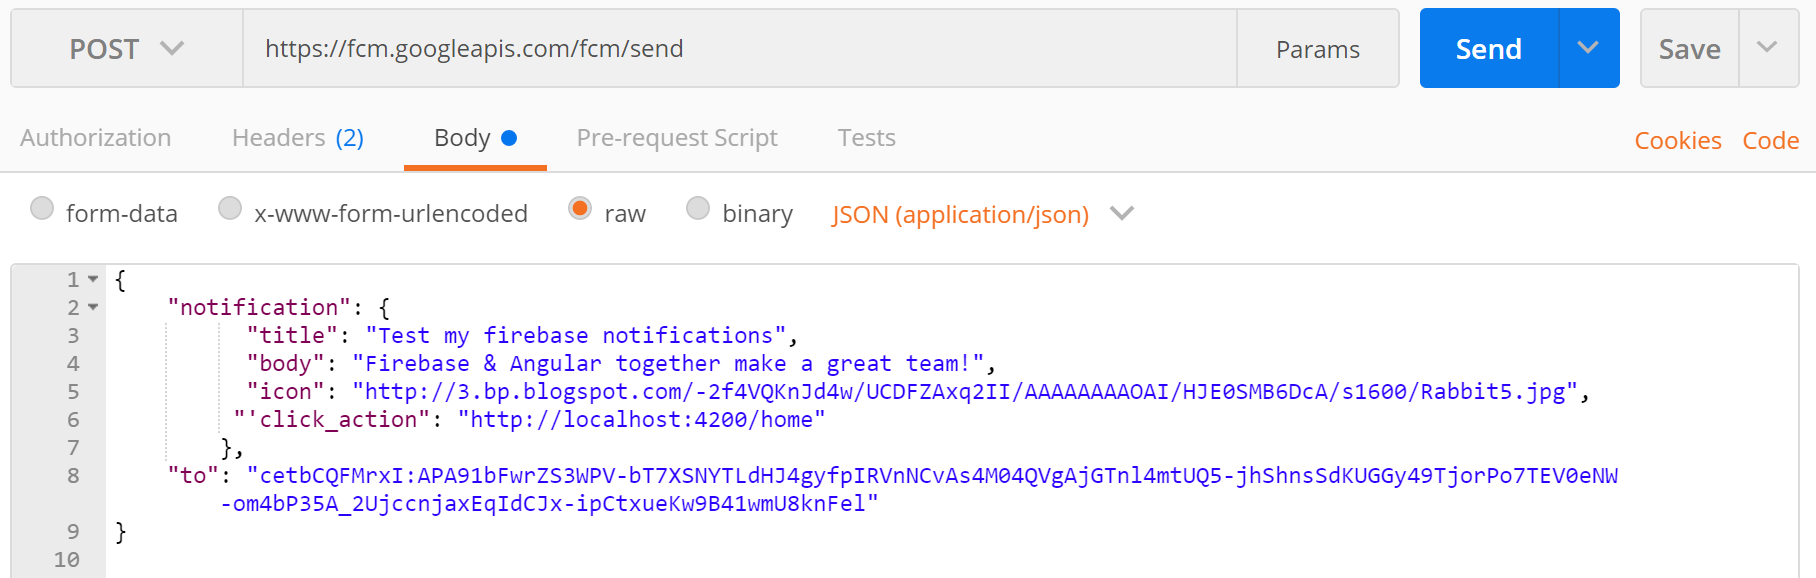 POST https://fcm.googleapis.com/fcm/send Params Send Save
Authorization Headers (2) Body Pre-request Script Tests Cookies Code
form-data x-www-form-urlencoded raw binary JSON (application/json)
1 {
2 "notification": {
3 "title": "Test my firebase notifications",
4 "body": "Firebase & Angular together make a great team!",
5 "icon": "http://3.bp.blogspot.com/-2f4VQKnJd4w/UCDFZAxq2II/AAAAAAAAOAI/HJE0SMB6DcA/s1600/Rabbit5.jpg",
6 "'click_action": "http://localhost:4200/home"
7 },
8 "to": "cetbCQFMrxI:APA91bFwrZS3WPV-bT7XSNYTLdHJ4gyfpIRVnNCvAs4M04QVgAjGTnl4mtUQ5-jhShnsSdKUGGy49TjorPo7TEV0eNW
-om4bP35A_2UjccnjaxEqIdCJx-ipCtxueKw9B41wmU8knFel"
9 }
10